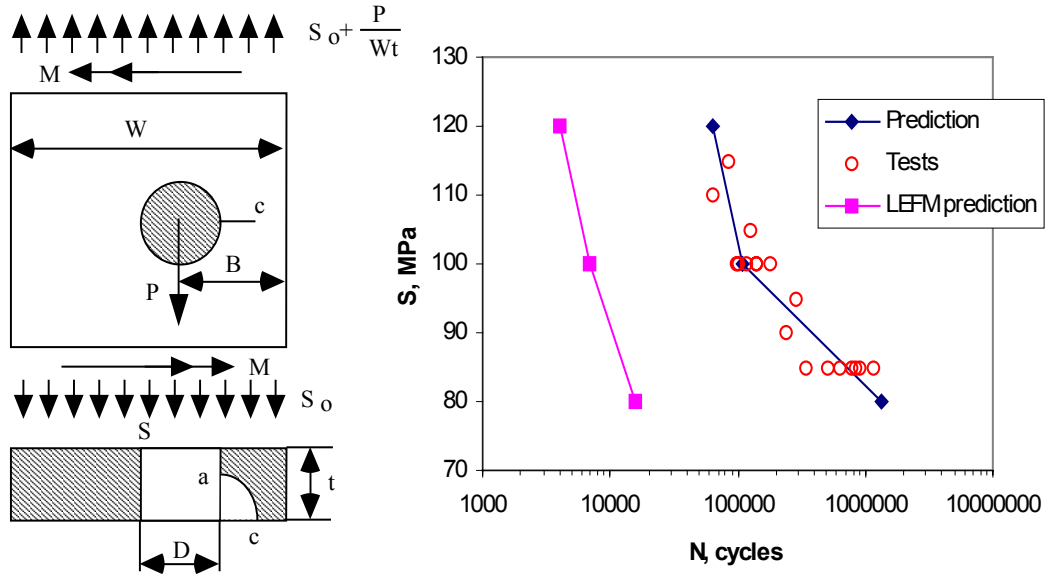 S o + P
Wt
M
W
c
B
P
M
S o
S
a
t
c
D
130
120
110
100
90
80
70
S, MPa
1000
10000
100000
1000000
10000000
N, cycles
Prediction
Tests
LEFM prediction